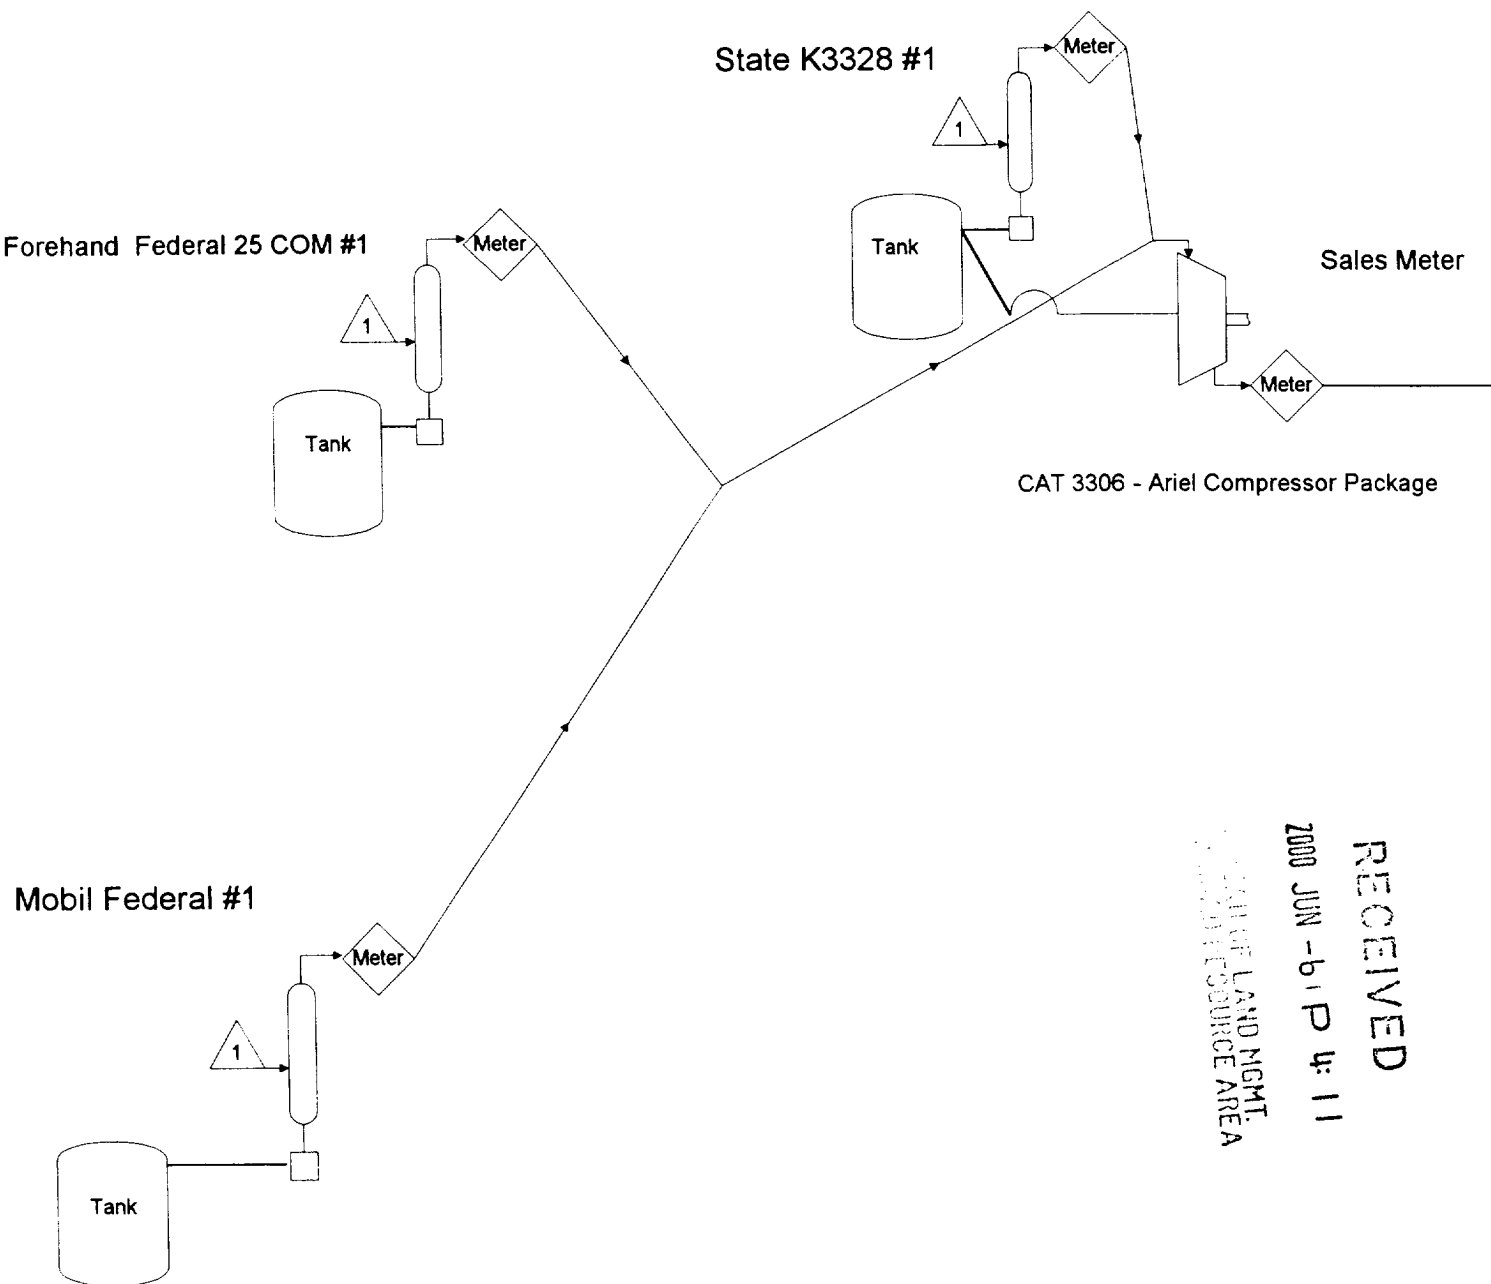 State K3328 #1
Meter
1
Tank
Forehand Federal 25 COM #1
Meter
1
Tank
Sales Meter
Meter
CAT 3306 - Ariel Compressor Package
Mobil Federal #1
Meter
1
Tank
RECEIVED
2000 JUN -6 P 4: 11
OF LAND MGMT.
RESOURCE AREA